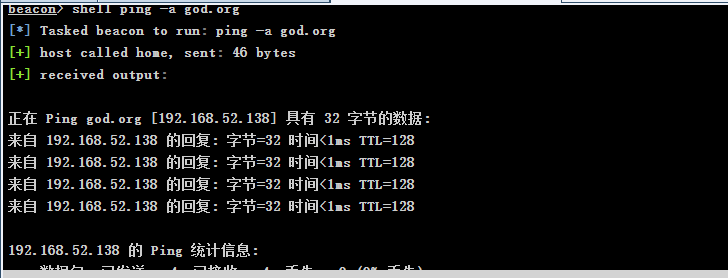 beacon> shell ping -a god.org
[*] Tasked beacon to run: ping -a god.org
[+] host called home, sent: 46 bytes
[+] received output:
正在 Ping god.org [192.168.52.138] 具有 32 字节的数据:
来自 192.168.52.138 的回复: 字节=32 时间<1ms TTL=128
来自 192.168.52.138 的回复: 字节=32 时间<1ms TTL=128
来自 192.168.52.138 的回复: 字节=32 时间<1ms TTL=128
来自 192.168.52.138 的回复: 字节=32 时间<1ms TTL=128
192.168.52.138 的 Ping 统计信息: